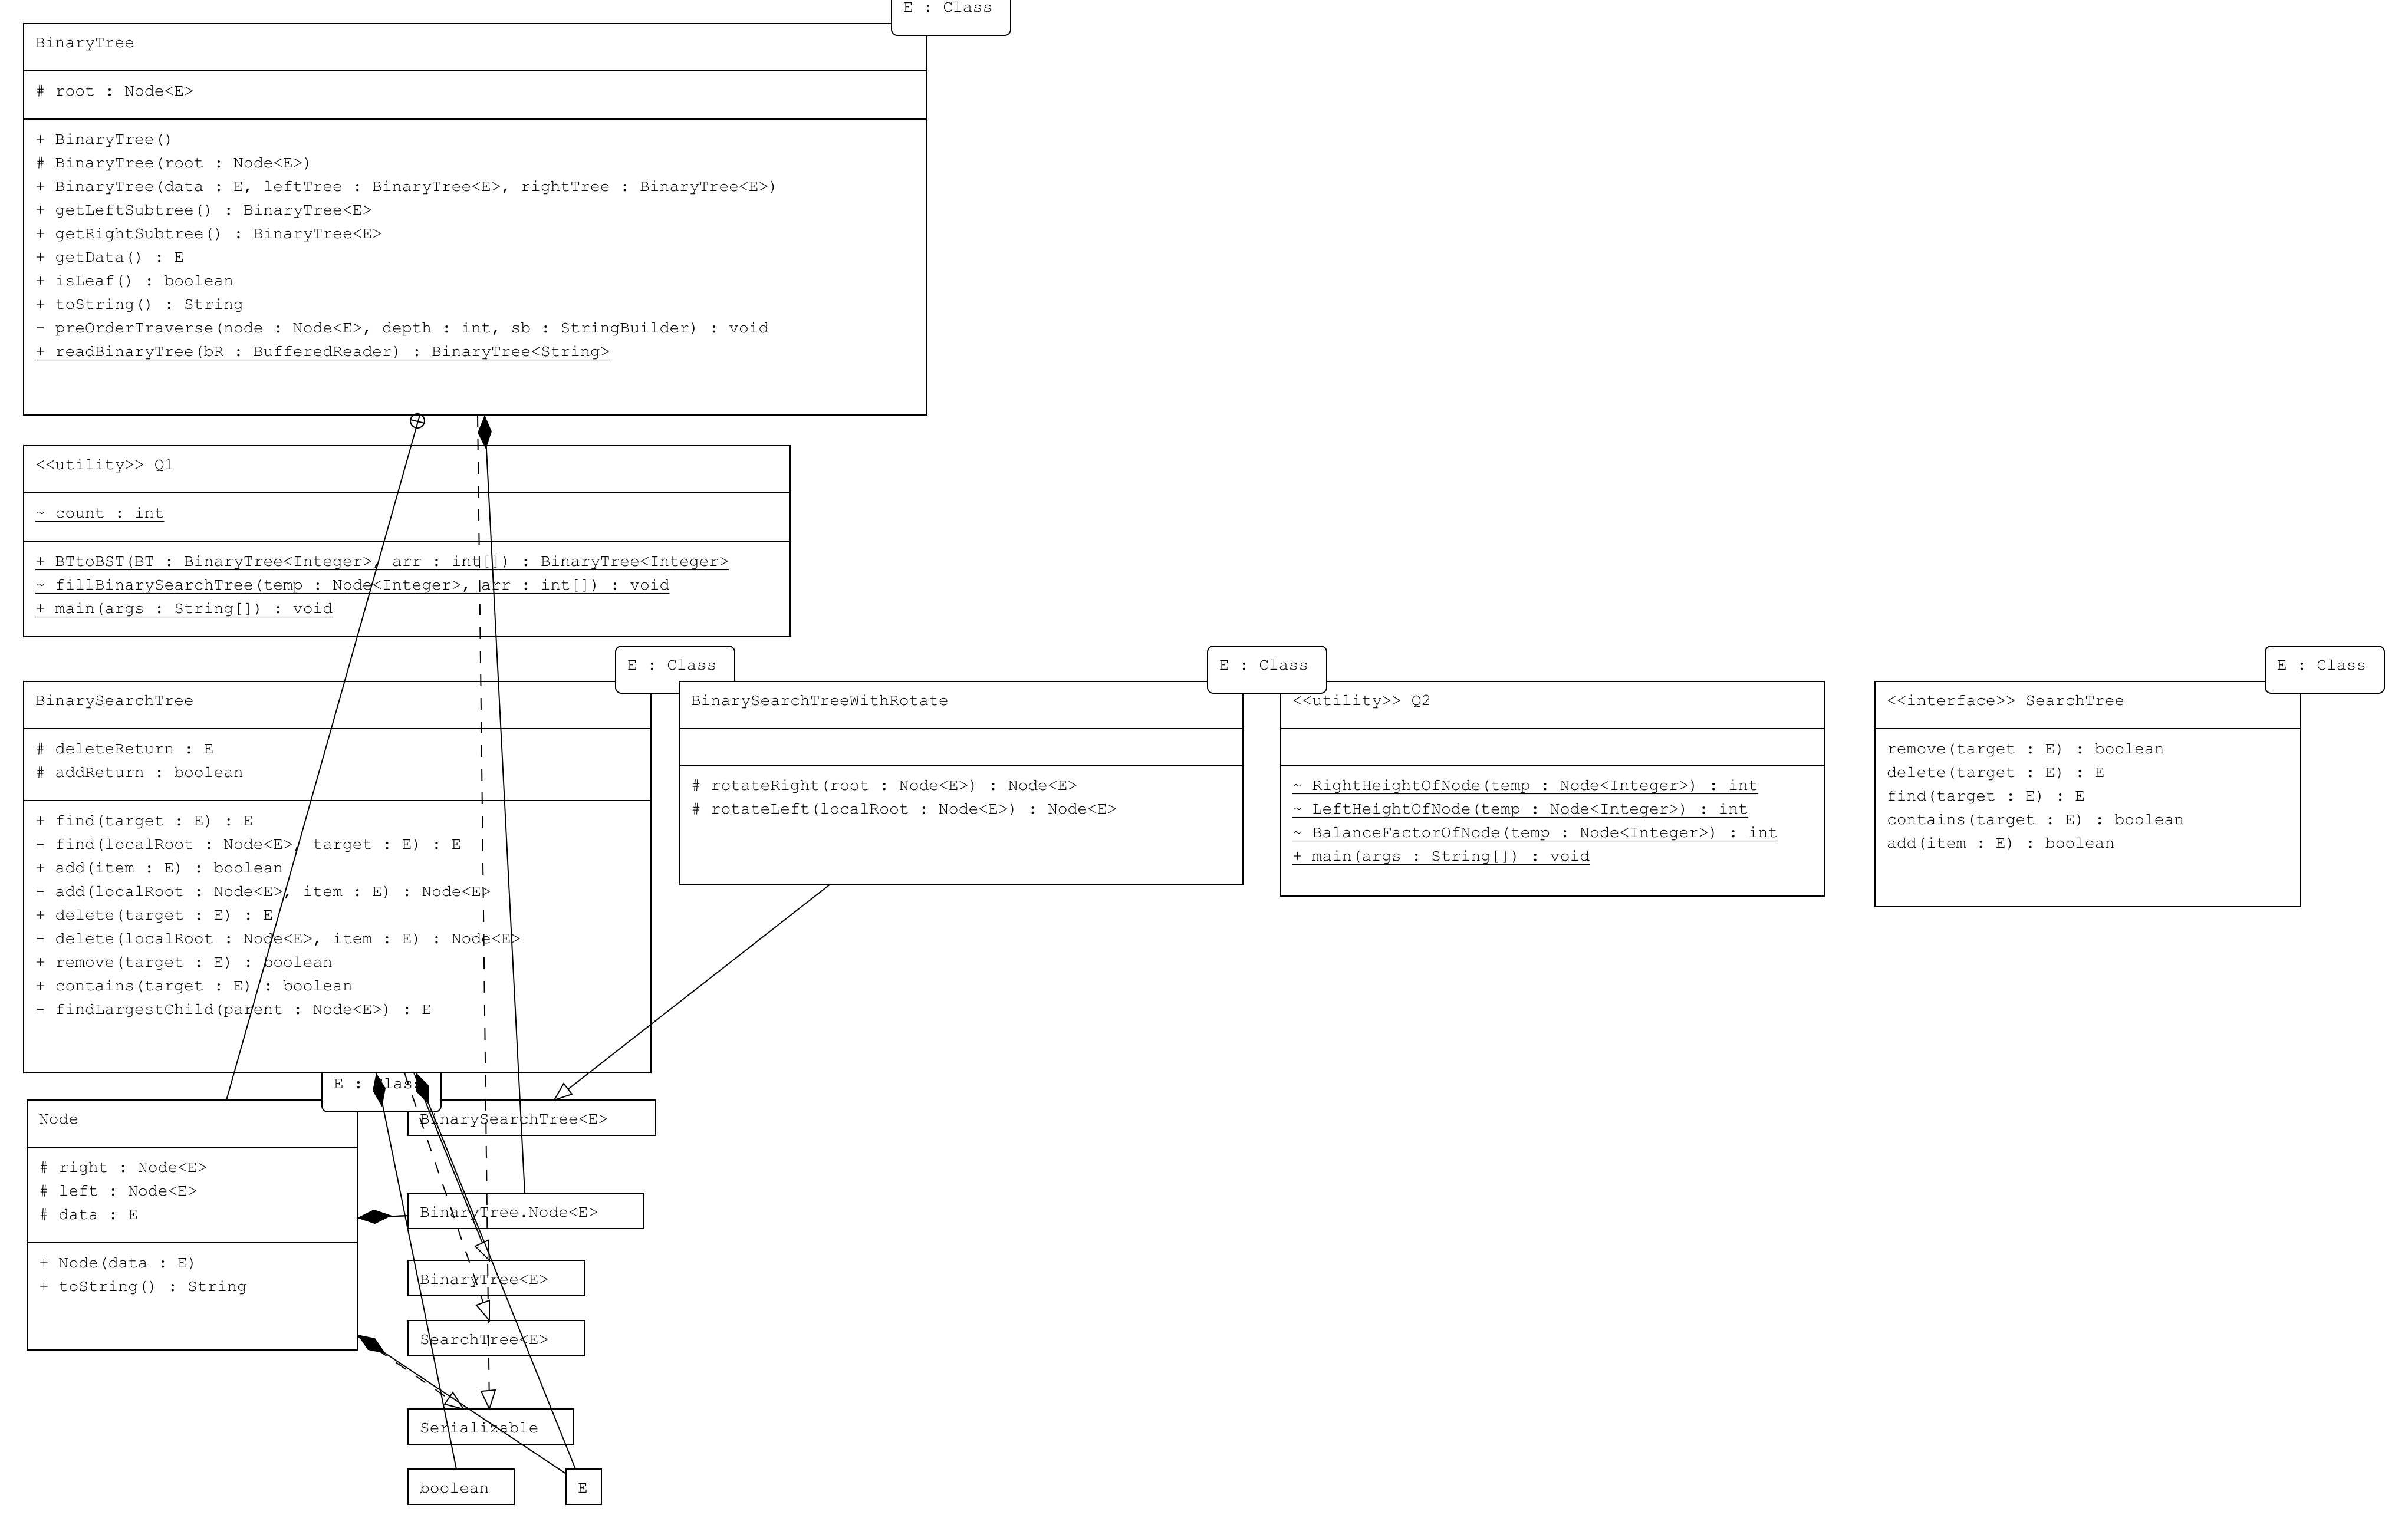 E : Class
BinaryTree
# root : Node<E>
+ BinaryTree()
# BinaryTree(root : Node<E>)
+ BinaryTree(data : E, leftTree : BinaryTree<E>, rightTree : BinaryTree<E>)
+ getLeftSubtree() : BinaryTree<E>
+ getRightSubtree() : BinaryTree<E>
+ getData() : E
+ isLeaf() : boolean
+ toString() : String
- preOrderTraverse(node : Node<E>, depth : int, sb : StringBuilder) : void
+ readBinaryTree(bR : BufferedReader) : BinaryTree<String>
<<utility>> Q1
~ count : int
+ BTtoBST(BT : BinaryTree<Integer>, arr : int[]) : BinaryTree<Integer>
~ fillBinarySearchTree(temp : Node<Integer>, arr : int[]) : void
+ main(args : String[]) : void
E : Class
BinarySearchTree
# deleteReturn : E
# addReturn : boolean
+ find(target : E) : E
- find(localRoot : Node<E>, target : E) : E
+ add(item : E) : boolean
- add(localRoot : Node<E>, item : E) : Node<E>
+ delete(target : E) : E
- delete(localRoot : Node<E>, item : E) : Node<E>
+ remove(target : E) : boolean
+ contains(target : E) : boolean
- findLargestChild(parent : Node<E>) : E
E : Class
BinarySearchTreeWithRotate
# rotateRight(root : Node<E>) : Node<E>
# rotateLeft(localRoot : Node<E>) : Node<E>
<<utility>> Q2
~ RightHeightOfNode(temp : Node<Integer>) : int
~ LeftHeightOfNode(temp : Node<Integer>) : int
~ BalanceFactorOfNode(temp : Node<Integer>) : int
+ main(args : String[]) : void
E : Class
<<interface>> SearchTree
remove(target : E) : boolean
delete(target : E) : E
find(target : E) : E
contains(target : E) : boolean
add(item : E) : boolean
E : Class
Node
# right : Node<E>
# left : Node<E>
# data : E
+ Node(data : E)
+ toString() : String
BinarySearchTree<E>
BinaryTree.Node<E>
BinaryTree<E>
SearchTree<E>
Serializable
boolean
E